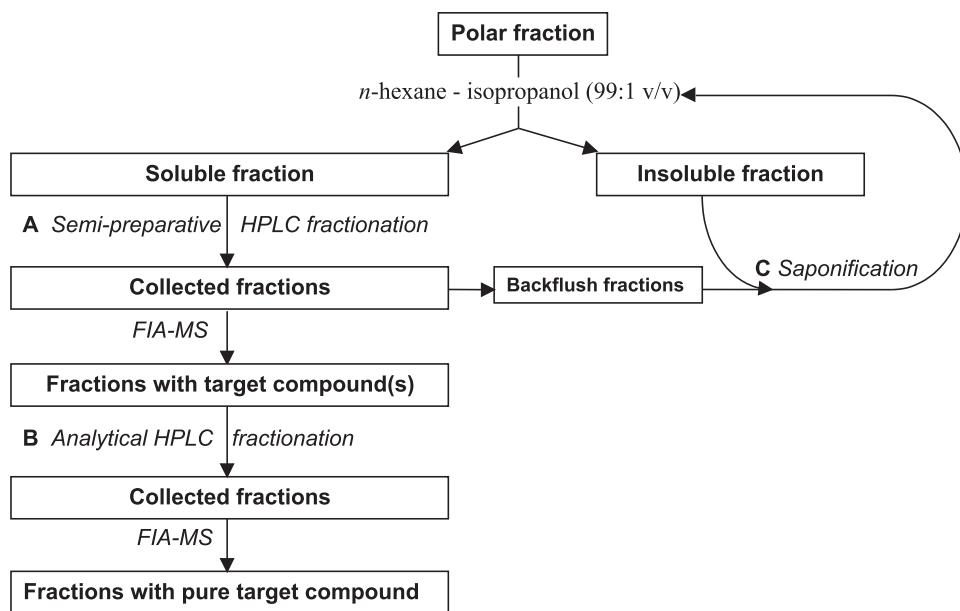 Polar fraction
n-hexane - isopropanol (99:1 v/v)
Soluble fraction
Insoluble fraction
A Semi-preparative HPLC fractionation
C Saponification
Collected fractions
Backflush fractions
FIA-MS
Fractions with target compound(s)
B Analytical HPLC fractionation
Collected fractions
FIA-MS
Fractions with pure target compound